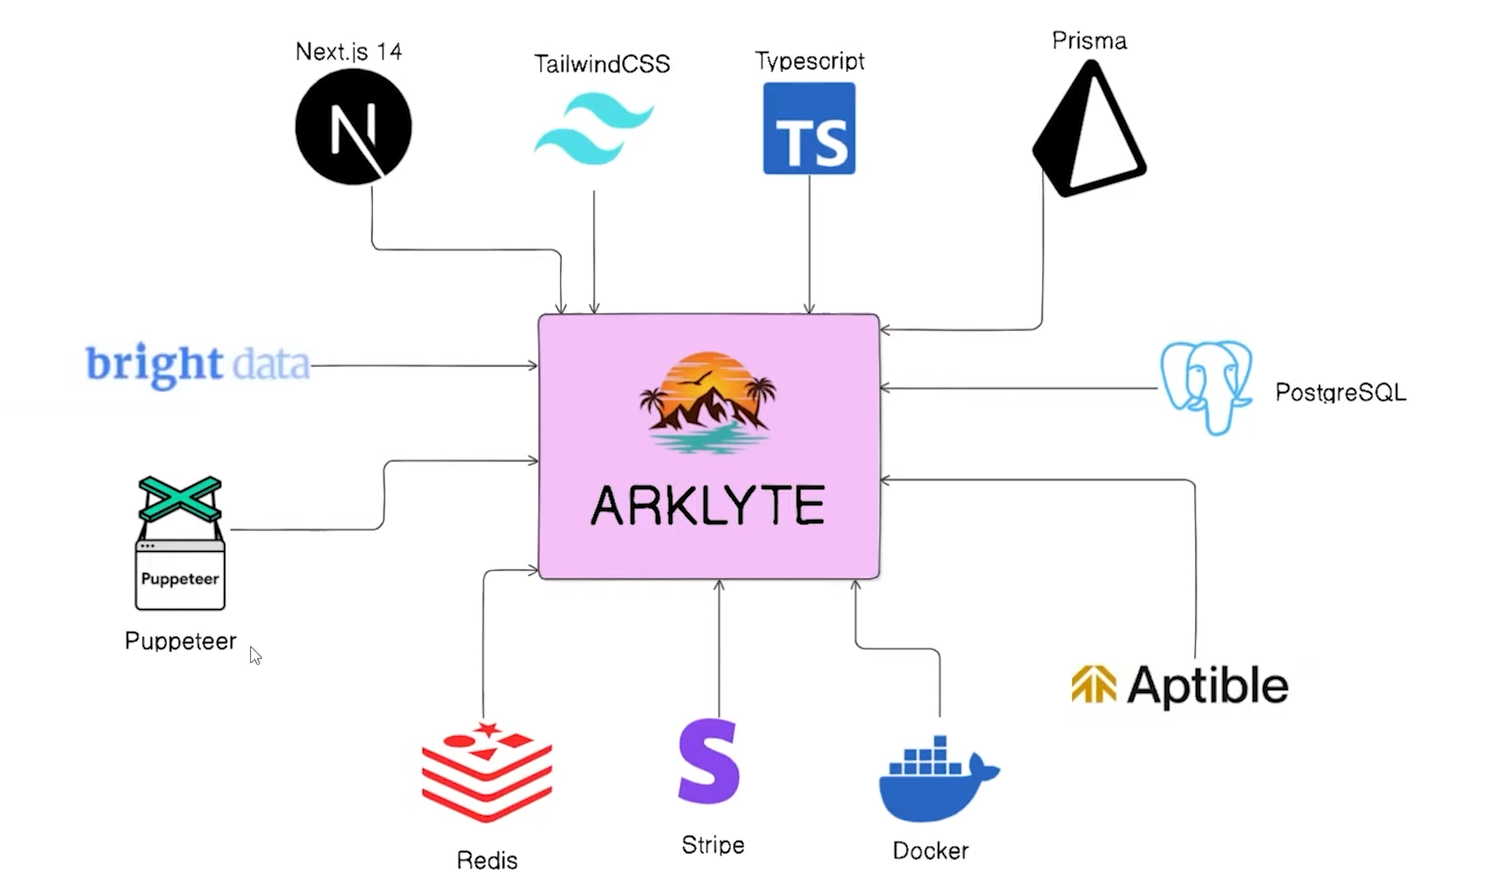 Next.js 14
TailwindCSS
Typescript
Prisma
N
TS
bright data
PostgreSQL
ARKLYTE
Puppeteer
Puppeteer
Aptible
S
Redis
Stripe
Docker